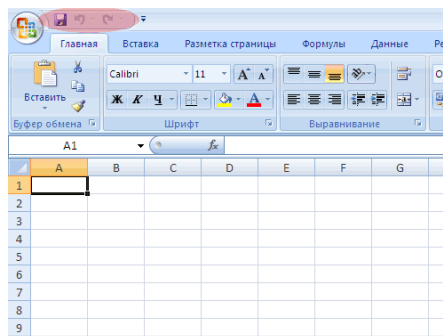 Главная Вставка Разметка страницы Формулы Данные Ре
Вставить
Calibri 11 A A
Ж К Ч A
Буфер обмена Шрифт Выравнивание
A1 fx
A B C D E F G
1
2
3
4
5
6
7
8
9